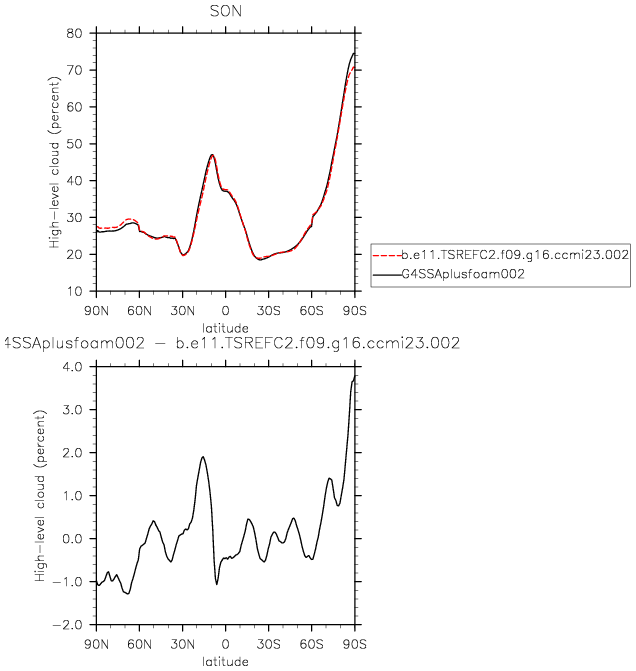 SON
80
70
60
50
40
30
20
10
High-level cloud (percent)
90N 60N 30N 0 30S 60S 90S
latitude
b.e11.TSREFC2.f09.g16.ccmi23.002
G4SSAplusfoam002
4SSAplusfoam002 - b.e11.TSREFC2.f09.g16.ccmi23.002
4.0
3.0
2.0
1.0
0.0
-1.0
-2.0
High-level cloud (percent)
90N 60N 30N 0 30S 60S 90S
latitude